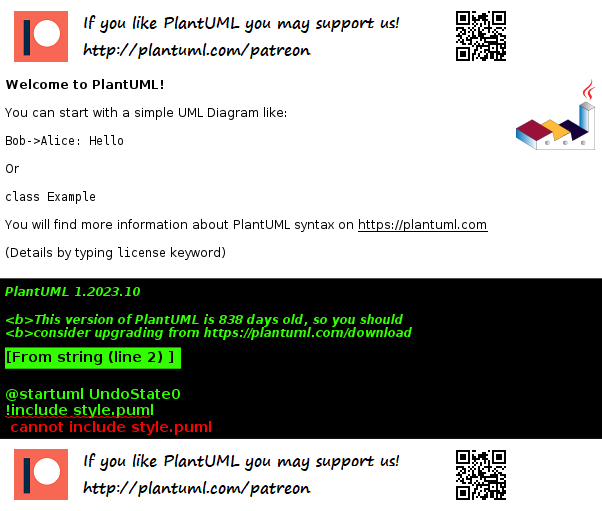 If you like PlantUML you may support us!
http://plantuml.com/patreon
Welcome to PlantUML!
You can start with a simple UML Diagram like:
Bob->Alice: Hello
Or
class Example
You will find more information about PlantUML syntax on https://plantuml.com
(Details by typing license keyword)
PlantUML 1.2023.10
<b>This version of PlantUML is 838 days old, so you should
<b>consider upgrading from https://plantuml.com/download
[From string (line 2) ]
@startuml UndoState0
!include style.puml
cannot include style.puml
If you like PlantUML you may support us!
http://plantuml.com/patreon